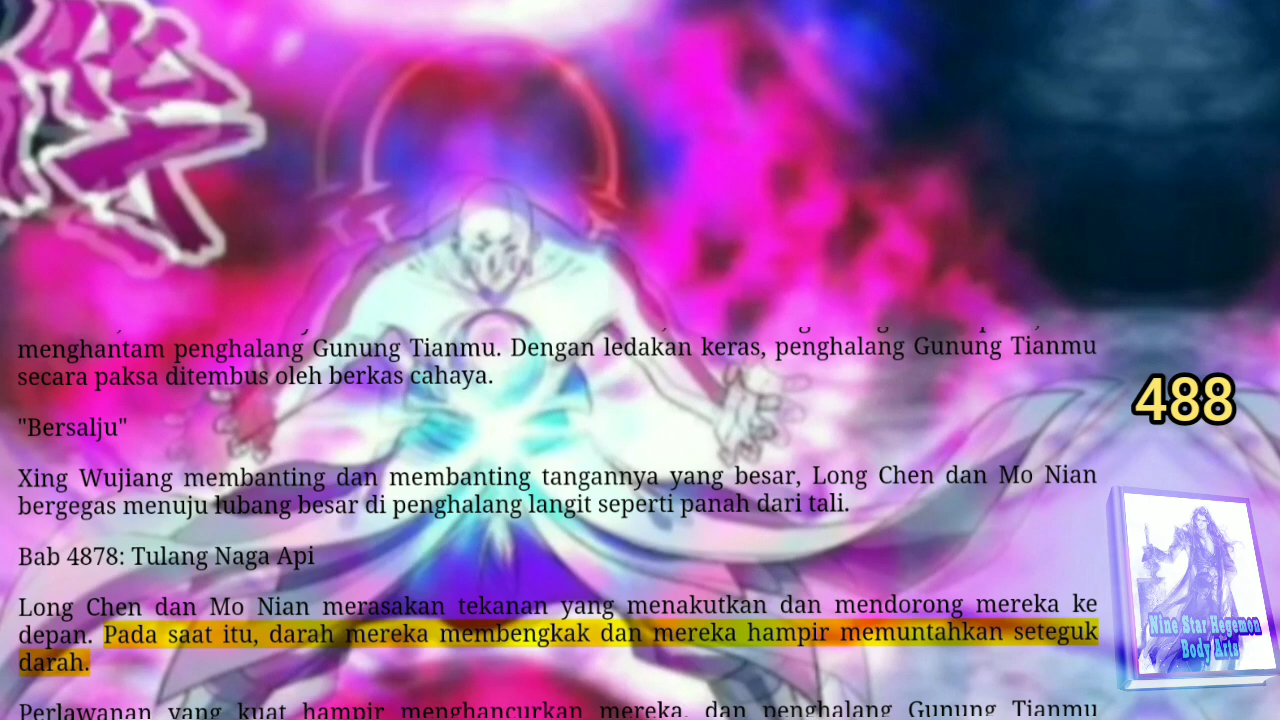 menghantam penghalang Gunung Tianmu. Dengan ledakan keras, penghalang Gunung Tianmu
secara paksa ditembus oleh berkas cahaya.
"Bersalju"
Xing Wujiang membanting dan membanting tangannya yang besar, Long Chen dan Mo Nian
bergegas menuju lubang besar di penghalang langit seperti panah dari tali.
Bab 4878: Tulang Naga Api
Long Chen dan Mo Nian merasakan tekanan yang menakutkan dan mendorong mereka ke
depan. Pada saat itu, darah mereka membengkak dan mereka hampir memuntahkan seteguk
darah.
Perlawanan yang kuat hampir menghancurkan mereka, dan penghalang Gunung Tianmu
488
Nine Star Hegemon
Body Arts